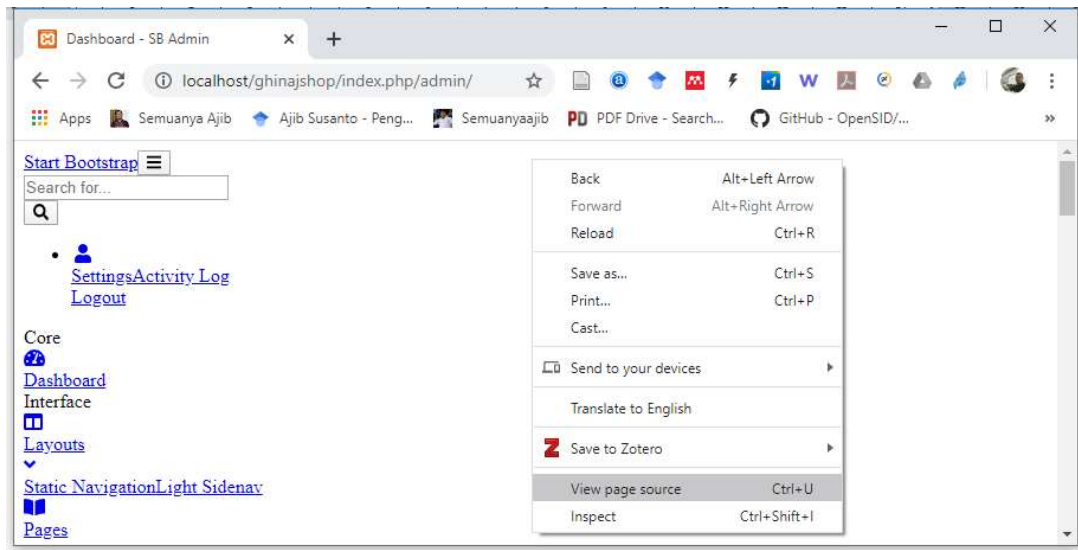 Dashboard - SB Admin
localhost/ghinajshop/index.php/admin/
Apps Semuanya Ajib Ajib Susanto - Peng... Semuanyaajib PDF Drive - Search... GitHub - OpenSID/... »
Start Bootstrap
Search for...
SettingsActivity Log
Logout
Core
Dashboard
Interface
Layouts
Static NavigationLight Sidenav
Pages
Back Alt+Left Arrow
Forward Alt+Right Arrow
Reload Ctrl+R
Save as... Ctrl+S
Print... Ctrl+P
Cast...
Send to your devices
Translate to English
Save to Zotero
View page source Ctrl+U
Inspect Ctrl+Shift+I